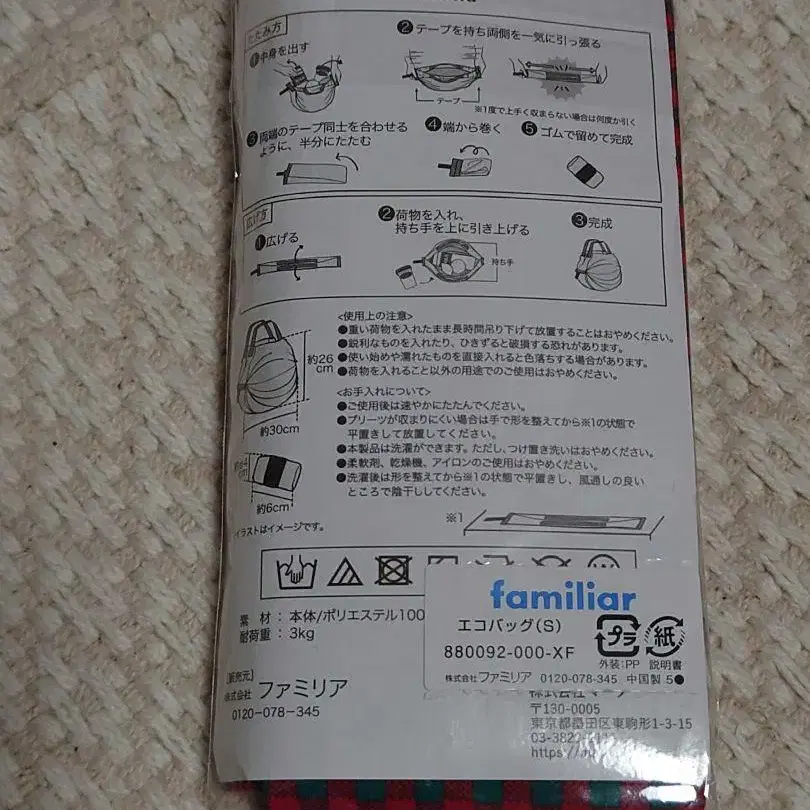 たたみ方
❶中身を出す
❷テープを持ち両側を一気に引っ張る
テープ
※1度で上手く収まらない場合は何度か引く
❸両端のテープ同士を合わせる
ように、半分にたたむ
❹端から巻く
❺ゴムで留めて完成
広げ方
❶広げる
❷荷物を入れ、
持ち手を上に引き上げる
持ち手
❸完成
約26
cm
約30cm
約6cm
イラストはイメージです。
<使用上の注意>
●重い荷物を入れたまま長時間吊り下げて放置することはおやめください。
●鋭利なものを入れたり、ひきずると破損する恐れがあります。
●使い始めや濡れたものを直接入れると色落ちする場合があります。
●荷物を入れること以外の用途でのご使用はおやめください。
<お手入れについて>
●ご使用後は速やかにたたんでください。
●プリーツが収まりにくい場合は手で形を整えてから※1の状態で
平置きして放置してください。
●本製品は洗濯ができます。ただし、つけ置き洗いはおやめください。
●柔軟剤、乾燥機、アイロンのご使用はおやめください。
●洗濯後は形を整えてから※1の状態で平置きし、風通しの良い
ところで陰干ししてください。
※1
素 材：本体/ポリエステル100
耐荷重：3kg
[販売元]
株式会社 ファミリア
0120-078-345
familiar
エコバッグ(S)
880092-000-XF
プラ
外装:PP
紙
説明書
株式会社 ファミリア 0120-078-345 中国製 5●
〒130-0005
東京都墨田区東駒形1-3-15